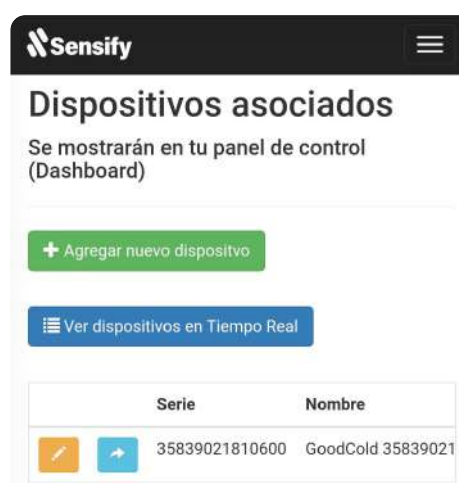 Sensify
Dispositivos asociados
Se mostrarán en tu panel de control
(Dashboard)
Agregar nuevo dispositvo
Ver dispositivos en Tiempo Real
Serie Nombre
35839021810600 GoodCold 35839021